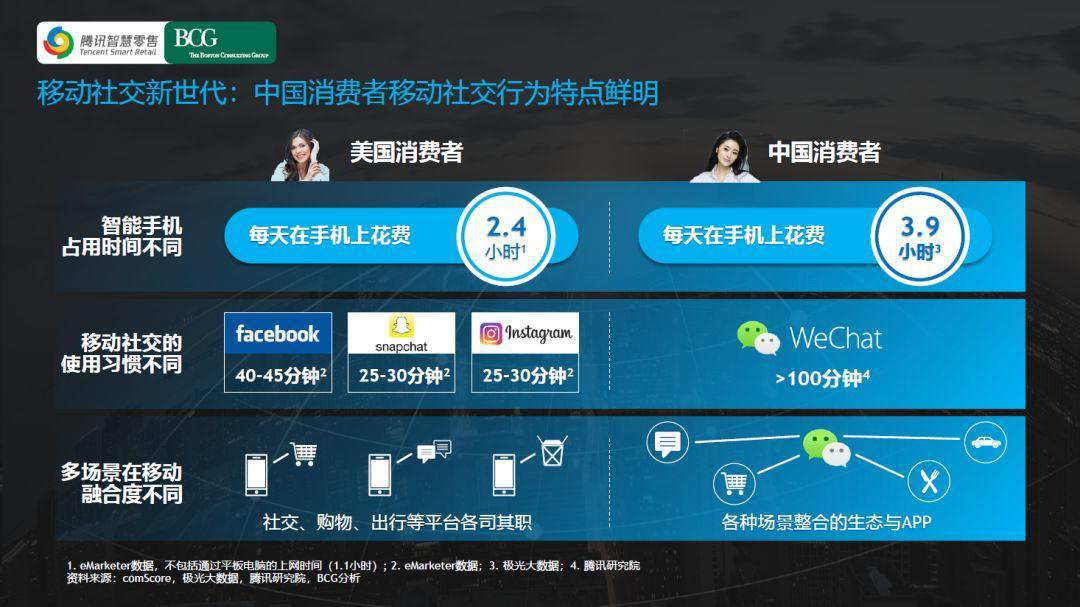 腾讯智慧零售
Tencent Smart Retail
BCG
THE BOSTON CONSULTING GROUP
移动社交新世代：中国消费者移动社交行为特点鲜明
美国消费者
中国消费者
智能手机
占用时间不同
每天在手机上花费
2.4
小时1
每天在手机上花费
3.9
小时3
移动社交的
使用习惯不同
facebook
40-45分钟2
snapchat
25-30分钟2
Instagram
25-30分钟2
WeChat
>100分钟4
多场景在移动
融合度不同
社交、购物、出行等平台各司其职
各种场景整合的生态与APP
1. eMarketer数据，不包括通过平板电脑的上网时间（1.1小时）; 2. eMarketer数据；3. 极光大数据；4. 腾讯研究院
资料来源：comScore，极光大数据，腾讯研究院，BCG分析